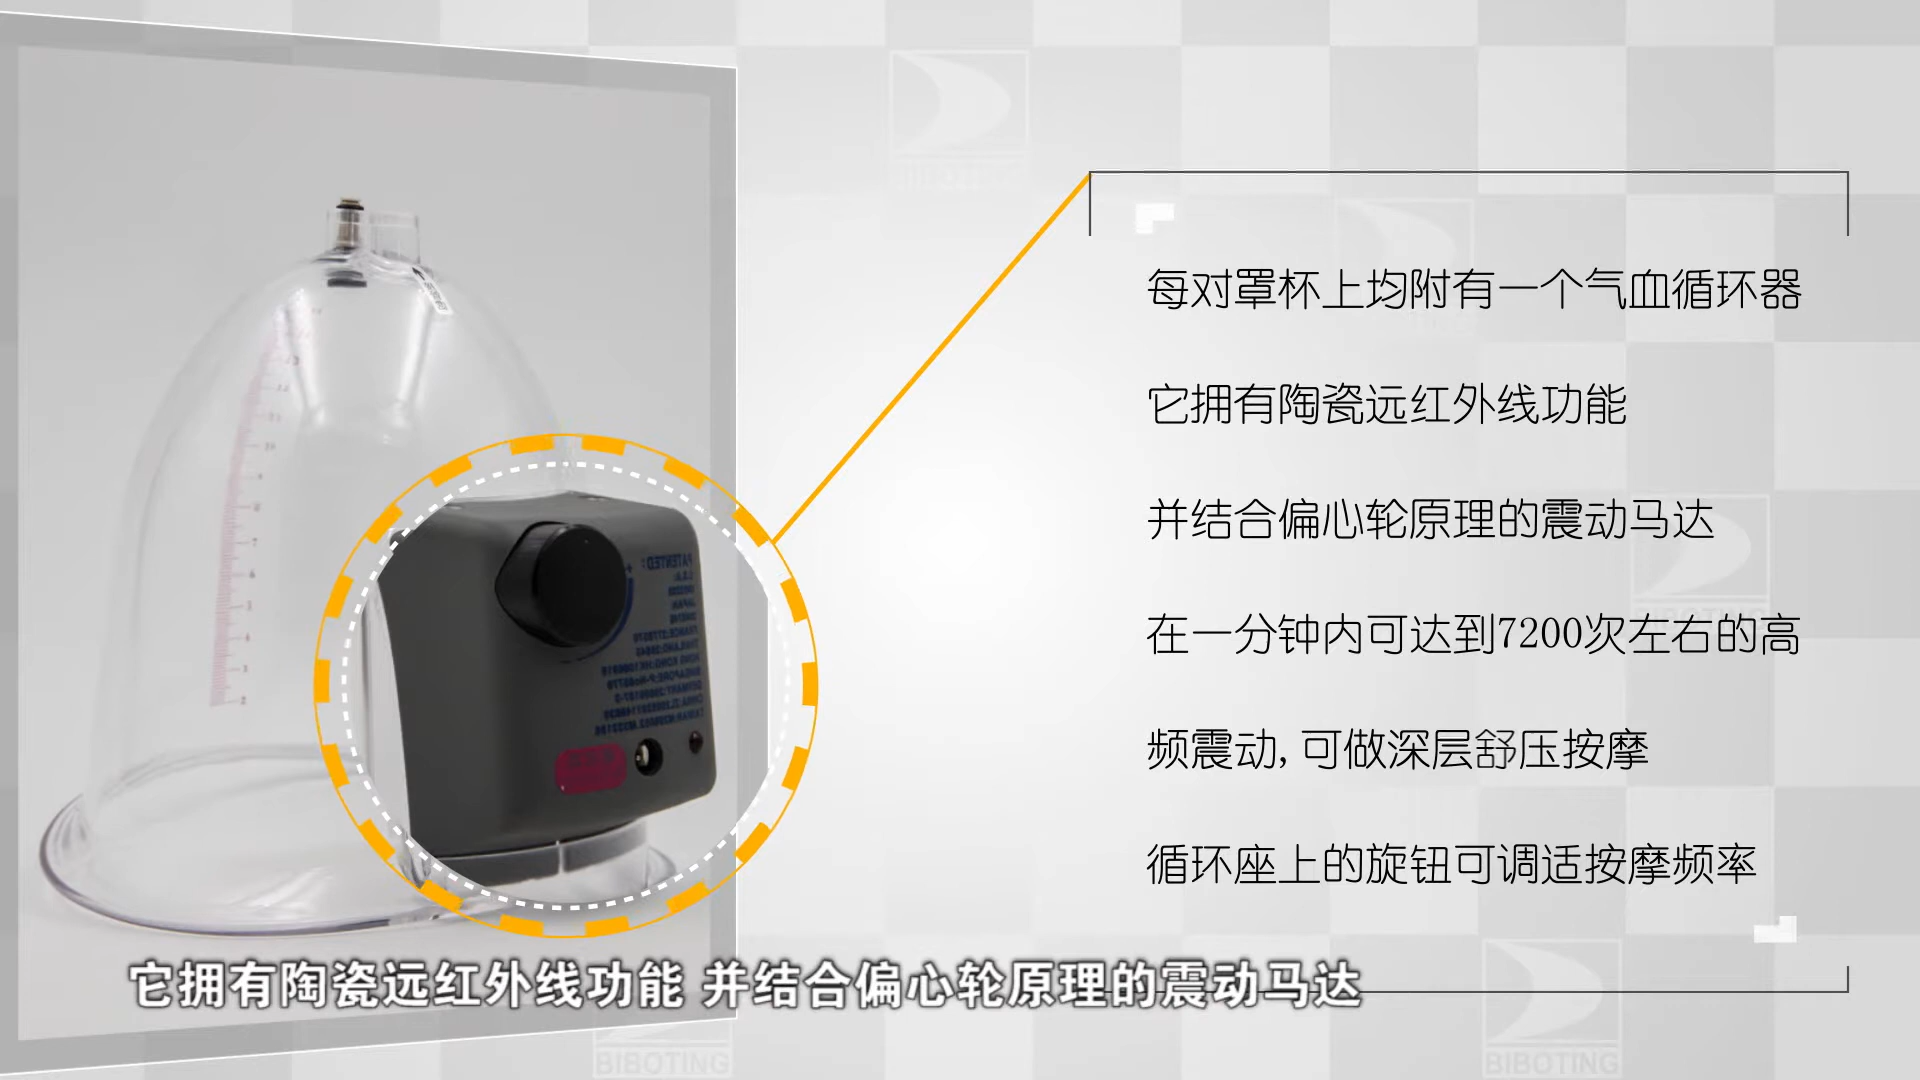 每对罩杯上均附有一个气血循环器
它拥有陶瓷远红外线功能
并结合偏心轮原理的震动马达
在一分钟内可达到7200次左右的高
频震动,可做深层舒压按摩
循环座上的旋钮可调适按摩频率
PATENTED:
它拥有陶瓷远红外线功能 并结合偏心轮原理的震动马达
BIBOTING
BIBOTING
BIBOTING